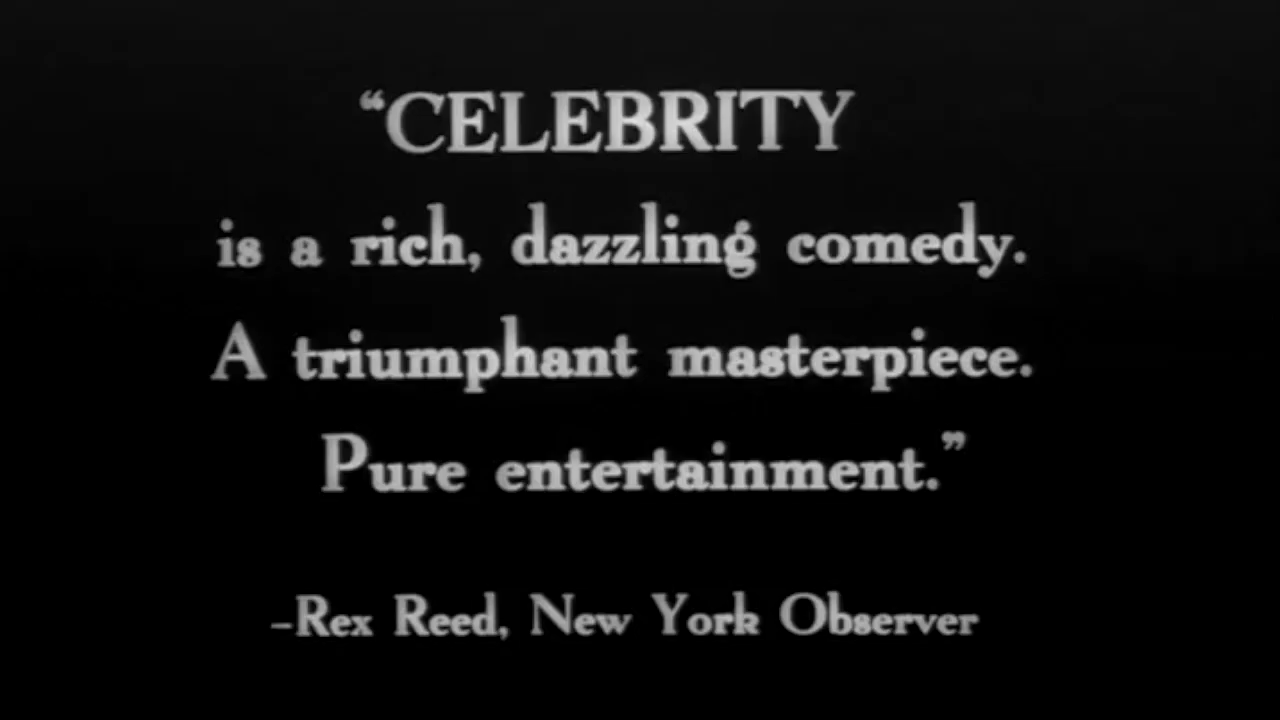 “CELEBRITY
is a rich, dazzling comedy.
A triumphant masterpiece.
Pure entertainment.”
–Rex Reed, New York Observer